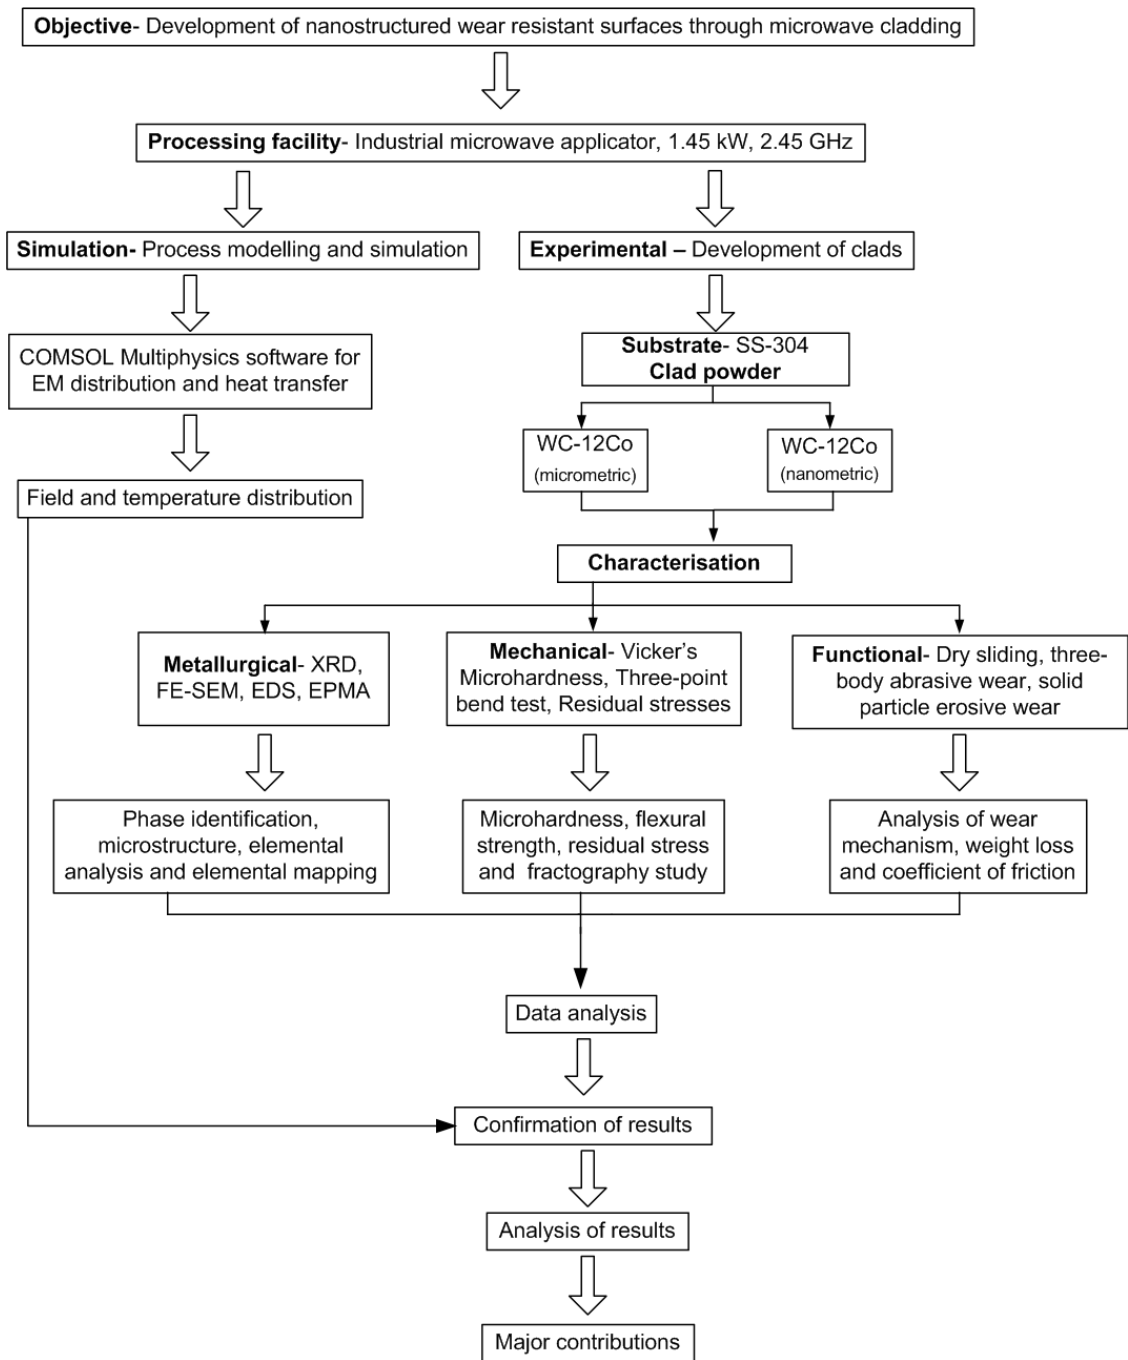 Objective- Development of nanostructured wear resistant surfaces through microwave cladding
Processing facility- Industrial microwave applicator, 1.45 kW, 2.45 GHz
Simulation- Process modelling and simulation
Experimental – Development of clads
COMSOL Multiphysics software for
EM distribution and heat transfer
Substrate- SS-304
Clad powder
WC-12Co
(micrometric)
WC-12Co
(nanometric)
Field and temperature distribution
Characterisation
Metallurgical- XRD,
FE-SEM, EDS, EPMA
Mechanical- Vicker's
Microhardness, Three-point
bend test, Residual stresses
Functional- Dry sliding, three-
body abrasive wear, solid
particle erosive wear
Phase identification,
microstructure, elemental
analysis and elemental mapping
Microhardness, flexural
strength, residual stress
and fractography study
Analysis of wear
mechanism, weight loss
and coefficient of friction
Data analysis
Confirmation of results
Analysis of results
Major contributions